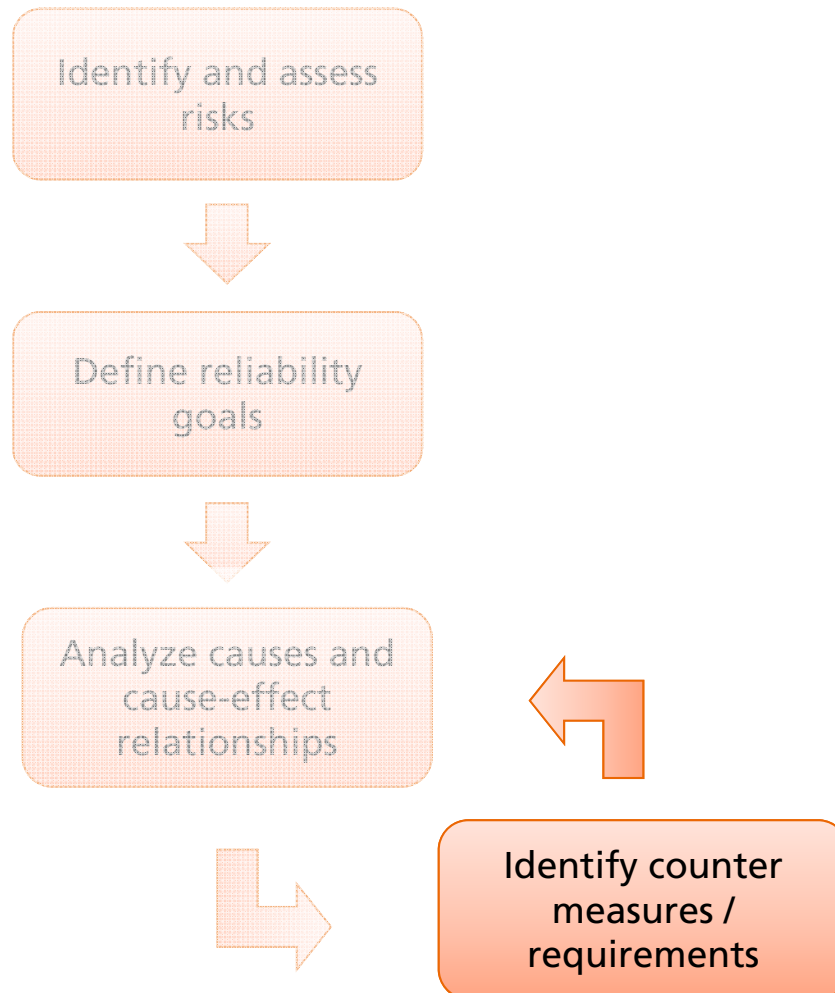 Identify and assess
risks
Define reliability
goals
Analyze causes and
cause-effect
relationships
Identify counter
measures /
requirements